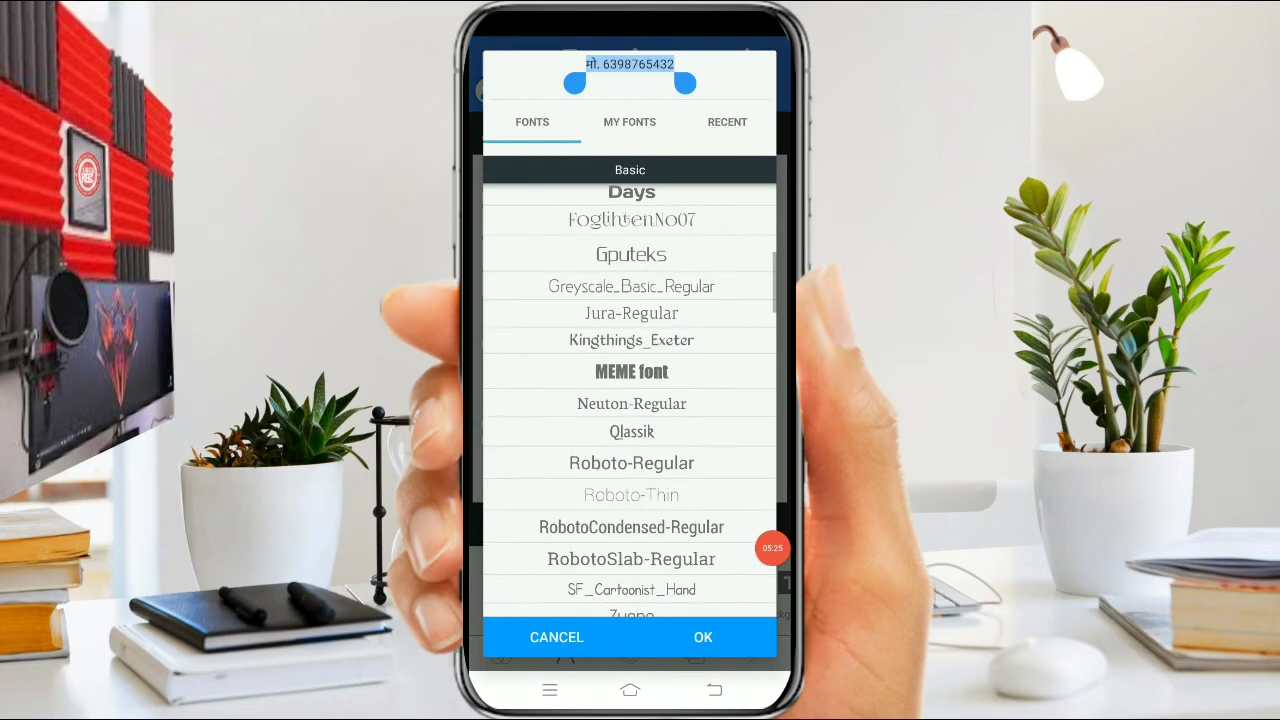 मो. 6398765432
FONTS
MY FONTS
RECENT
Basic
Days
FoglihtenNo07
Gputeks
Greyscale_Basic_Regular
Jura-Regular
Kingthings_Exeter
MEME font
Neuton-Regular
Qlassik
Roboto-Regular
Roboto-Thin
RobotoCondensed-Regular
05:25
RobotoSlab-Regular
SF_Cartoonist_Hand
CANCEL
OK